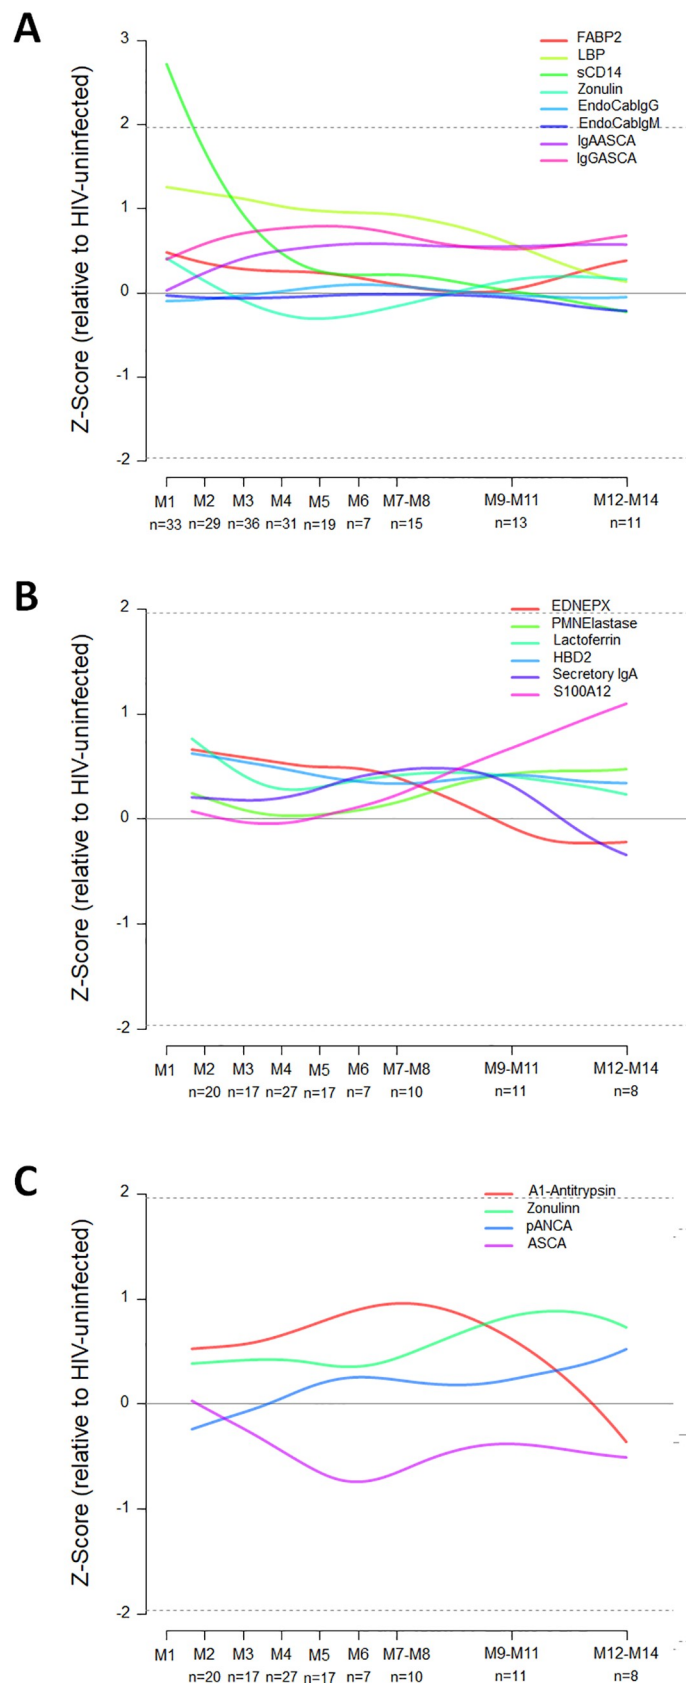 A
Z-Score (relative to HIV-uninfected)
3
2
1
0
-1
-2
FABP2
LBP
sCD14
Zonulin
EndoCabIgG
EndoCabIgM
IgAASCA
IgGASCA
M1 M2 M3 M4 M5 M6 M7-M8 M9-M11 M12-M14
n=33 n=29 n=36 n=31 n=19 n=7 n=15 n=13 n=11
B
Z-Score (relative to HIV-uninfected)
2
1
0
-1
-2
EDNEPX
PMNElastase
Lactoferrin
HBD2
Secretory IgA
S100A12
M1 M2 M3 M4 M5 M6 M7-M8 M9-M11 M12-M14
n=20 n=17 n=27 n=17 n=7 n=10 n=11 n=8
C
Z-Score (relative to HIV-uninfected)
2
1
0
-1
-2
A1-Antitrypsin
Zonulinn
pANCA
ASCA
M1 M2 M3 M4 M5 M6 M7-M8 M9-M11 M12-M14
n=20 n=17 n=27 n=17 n=7 n=10 n=11 n=8